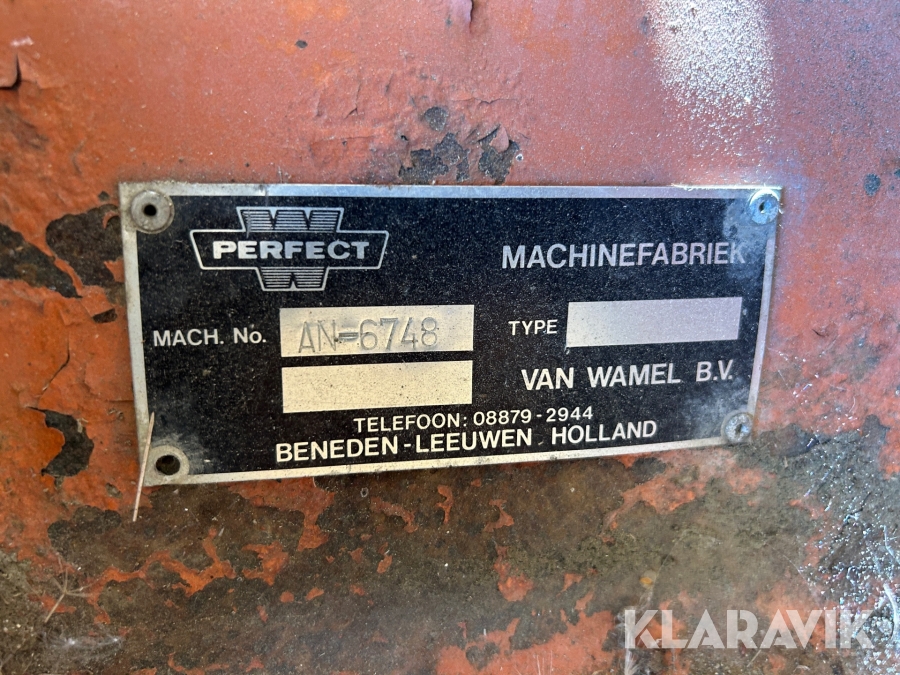 PERFECT
MACHINEFABRIEK
MACH. No. AN-6748 TYPE
VAN WAMEL B.V.
TELEFOON: 08879-2944
BENEDEN-LEEUWEN HOLLAND
KLARAVIK